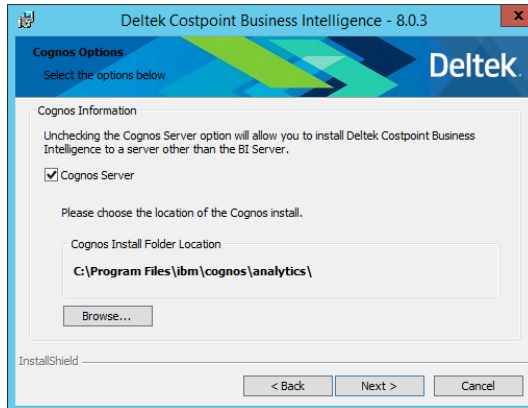 Deltek Costpoint Business Intelligence - 8.0.3
x
Cognos Options
Select the options below
Deltek.
Cognos Information
Unchecking the Cognos Server option will allow you to install Deltek Costpoint Business
Intelligence to a server other than the BI Server.
Cognos Server
Please choose the location of the Cognos install.
Cognos Install Folder Location
C:\Program Files\ibm\cognos\analytics\
Browse...
InstallShield
< Back
Next >
Cancel